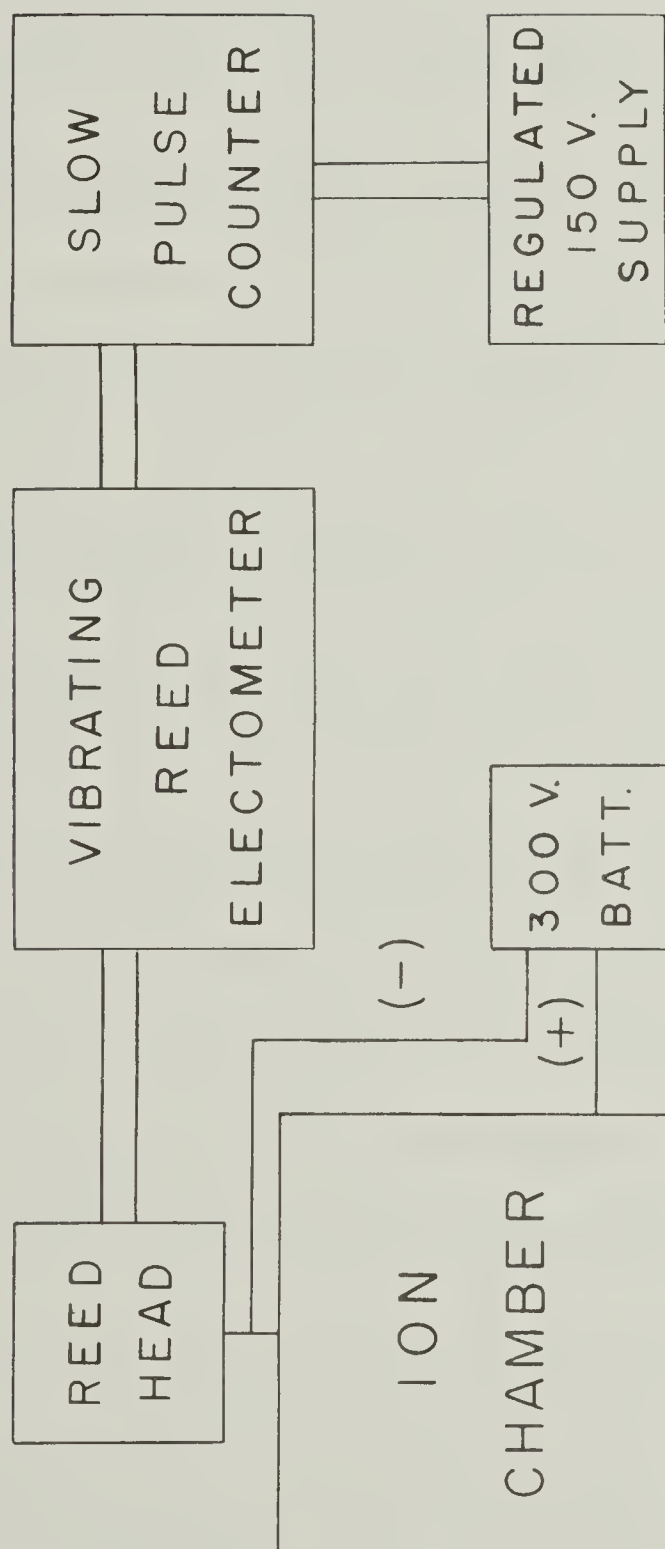 REED
HEAD
VIBRATING
REED
ELECTOMETER
SLOW
PULSE
COUNTER
ION
CHAMBER
(-)
(+)
300 V.
BATT.
REGULATED
150 V.
SUPPLY